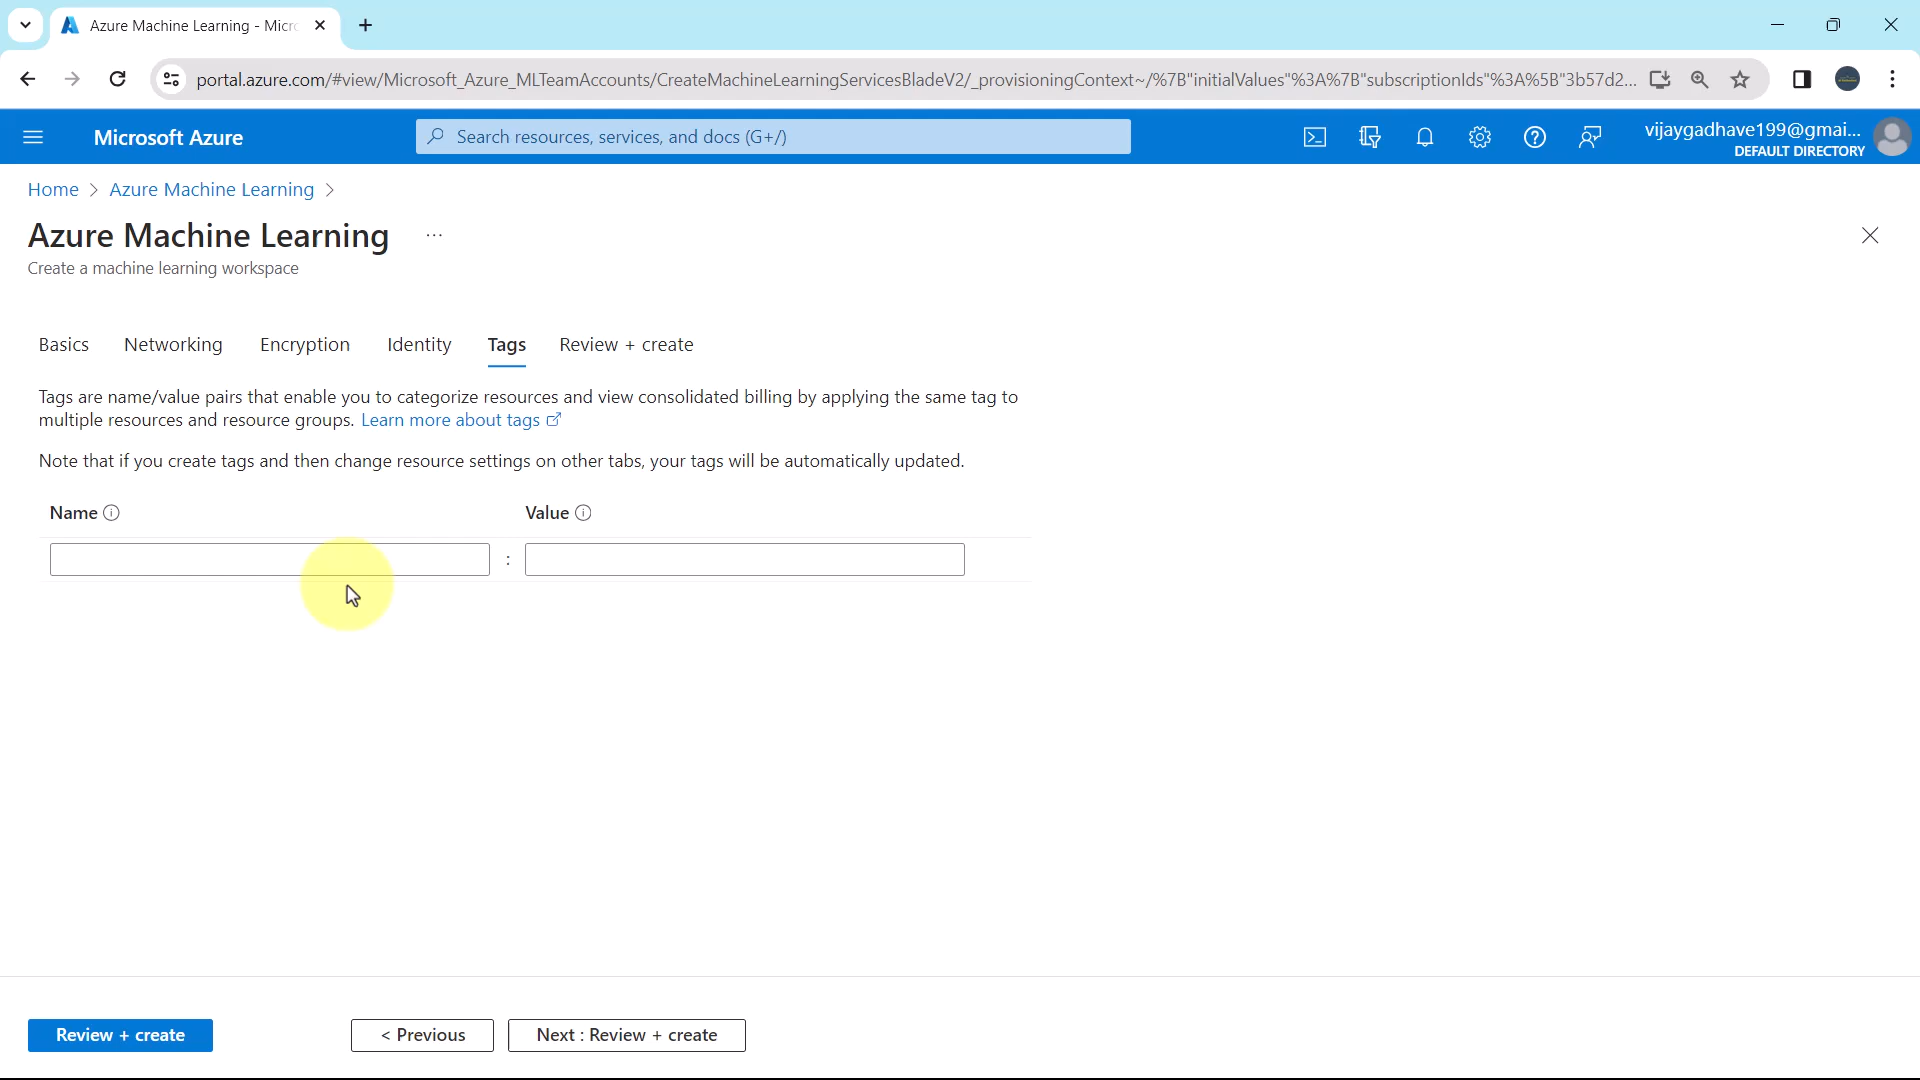 Azure Machine Learning - Micro
portal.azure.com/#view/Microsoft_Azure_MLTeamAccounts/CreateMachineLearningServicesBladeV2/_provisioningContext~/%7B"initialValues"%3A%7B"subscriptionIds"%3A%5B"3b57d2...
Microsoft Azure
Search resources, services, and docs (G+/)
vijaygadhave199@gmai...
DEFAULT DIRECTORY
Home > Azure Machine Learning >
Azure Machine Learning ...
Create a machine learning workspace
Basics Networking Encryption Identity Tags Review + create
Tags are name/value pairs that enable you to categorize resources and view consolidated billing by applying the same tag to
multiple resources and resource groups. Learn more about tags
Note that if you create tags and then change resource settings on other tabs, your tags will be automatically updated.
Name Value
:
Review + create < Previous Next : Review + create